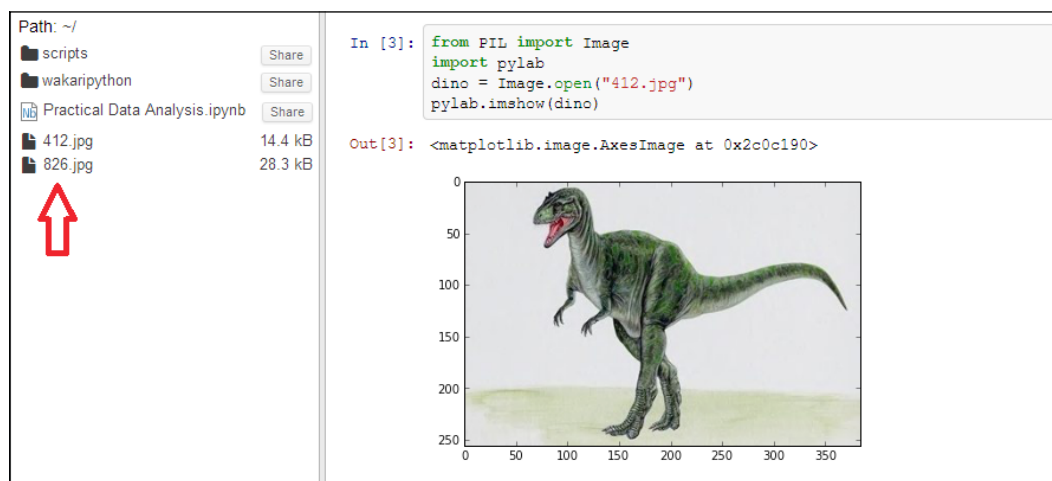 Path: ~/
scripts Share
wakaripython Share
Practical Data Analysis.ipynb Share
412.jpg 14.4 kB
826.jpg 28.3 kB
In [3]: from PIL import Image
import pylab
dino = Image.open("412.jpg")
pylab.imshow(dino)
Out[3]: <matplotlib.image.AxesImage at 0x2c0c190>
0
50
100
150
200
250
0 50 100 150 200 250 300 350